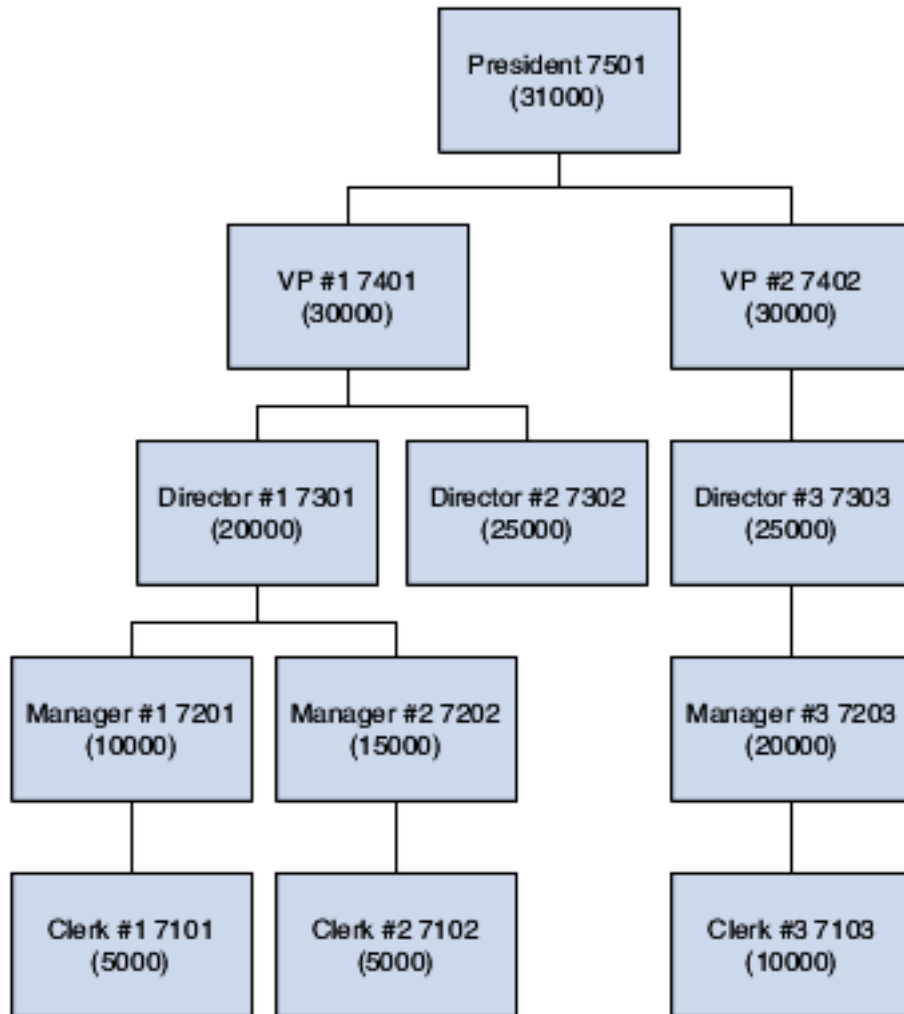 President 7501
(31000)
VP #1 7401
(30000)
VP #2 7402
(30000)
Director #1 7301
(20000)
Director #2 7302
(25000)
Director #3 7303
(25000)
Manager #1 7201
(10000)
Manager #2 7202
(15000)
Manager #3 7203
(20000)
Clerk #1 7101
(5000)
Clerk #2 7102
(5000)
Clerk #3 7103
(10000)